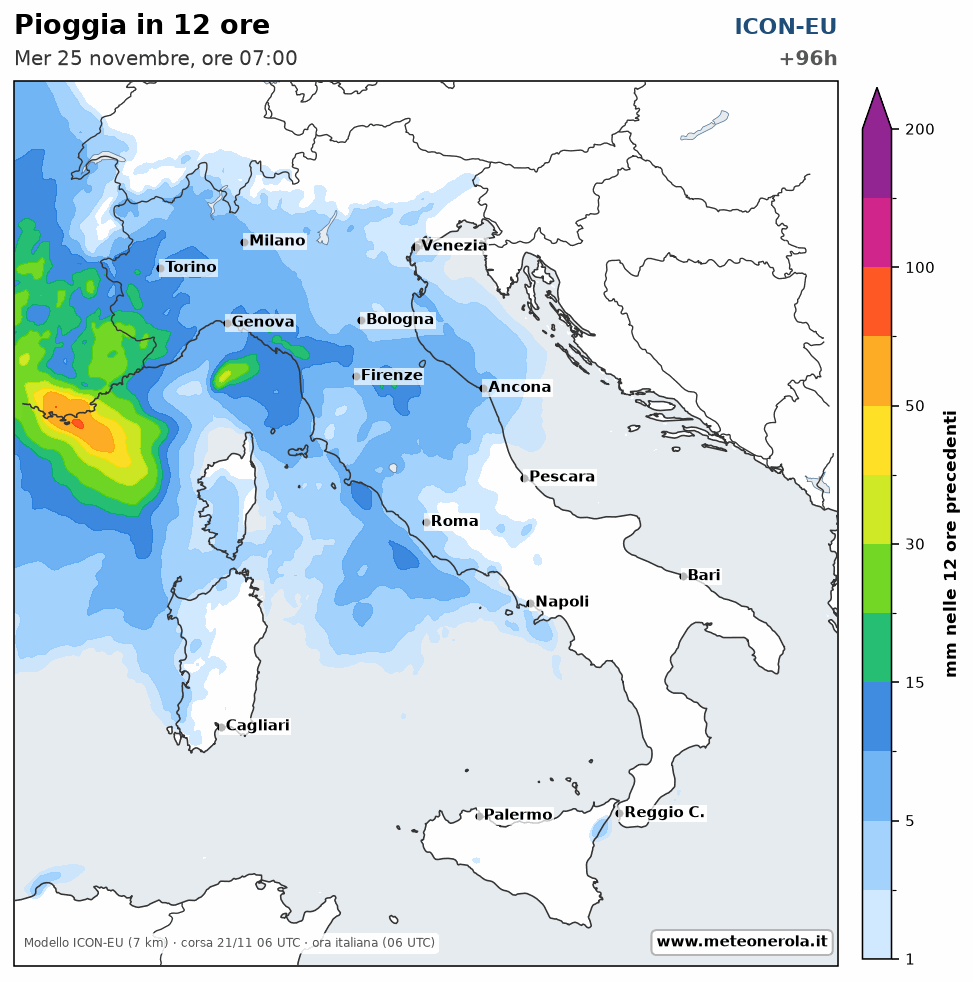 Pioggia in 12 ore
ICON-EU
Mer 25 novembre, ore 07:00
+96h
200
100
50
30
15
5
1
mm nelle 12 ore precedenti
Milano
Venezia
Torino
Genova
Bologna
Firenze
Ancona
Pescara
Roma
Bari
Napoli
Cagliari
Palermo
Reggio C.
Modello ICON-EU (7 km) · corsa 21/11 06 UTC · ora italiana (06 UTC)
www.meteonerola.it